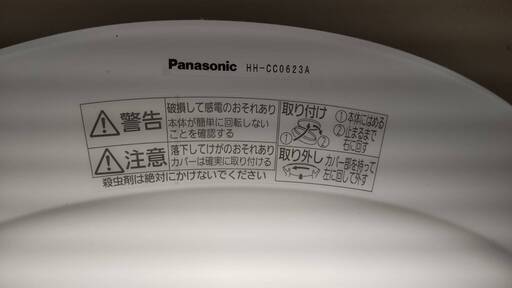 Panasonic HH-CC0623A
警告
破損して感電のおそれあり
本体が簡単に回転しない
ことを確認する
注意
落下してけがのおそれあり
カバーは確実に取り付ける
殺虫剤は絶対にかけないでください
取り付け
① ②
①本体にはめる
②止まるまで
右に回す
取り外し
カバー部を持って
左に回して外す